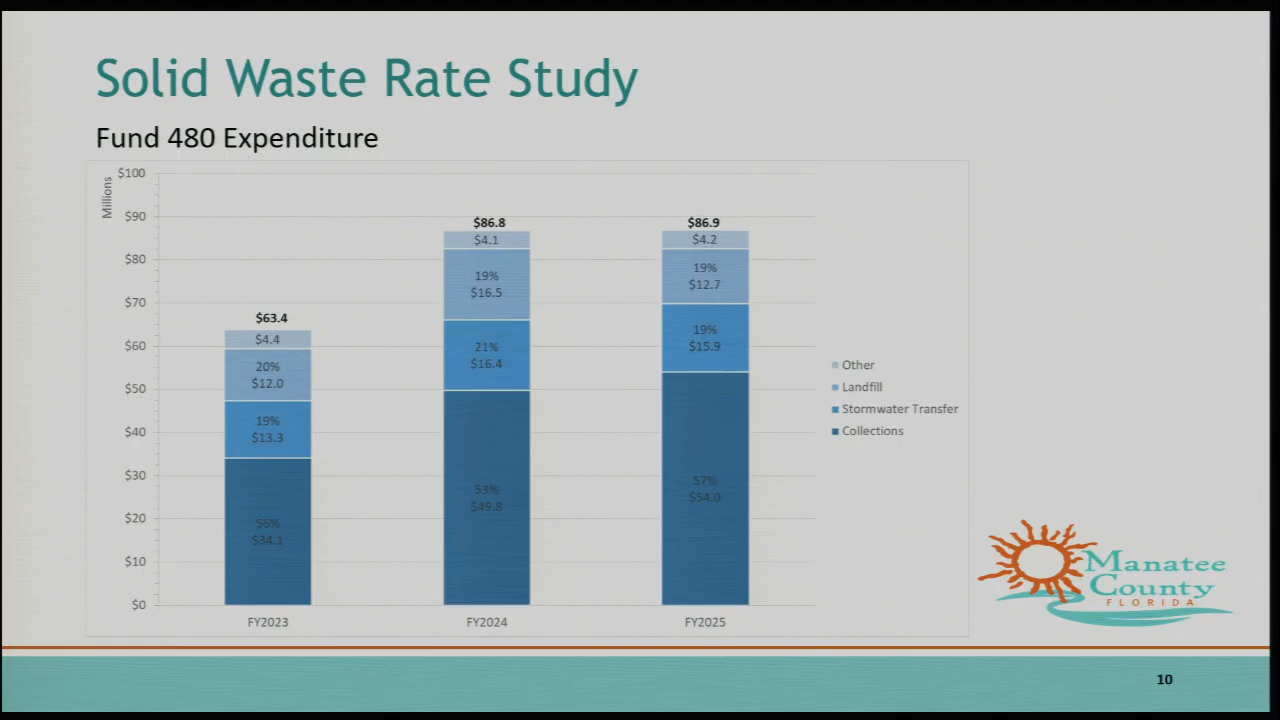 Solid Waste Rate Study
Fund 480 Expenditure
Millions
$100
$90
$80
$70
$60
$50
$40
$30
$20
$10
$0
$63.4
$4.4
20%
$12.0
19%
$13.3
56%
$34.1
FY2023
$86.8
$4.1
19%
$16.5
21%
$16.4
53%
$49.8
FY2024
$86.9
$4.2
19%
$12.7
19%
$15.9
57%
$54.0
FY2025
Other
Landfill
Stormwater Transfer
Collections
Manatee
County
FLORIDA
10